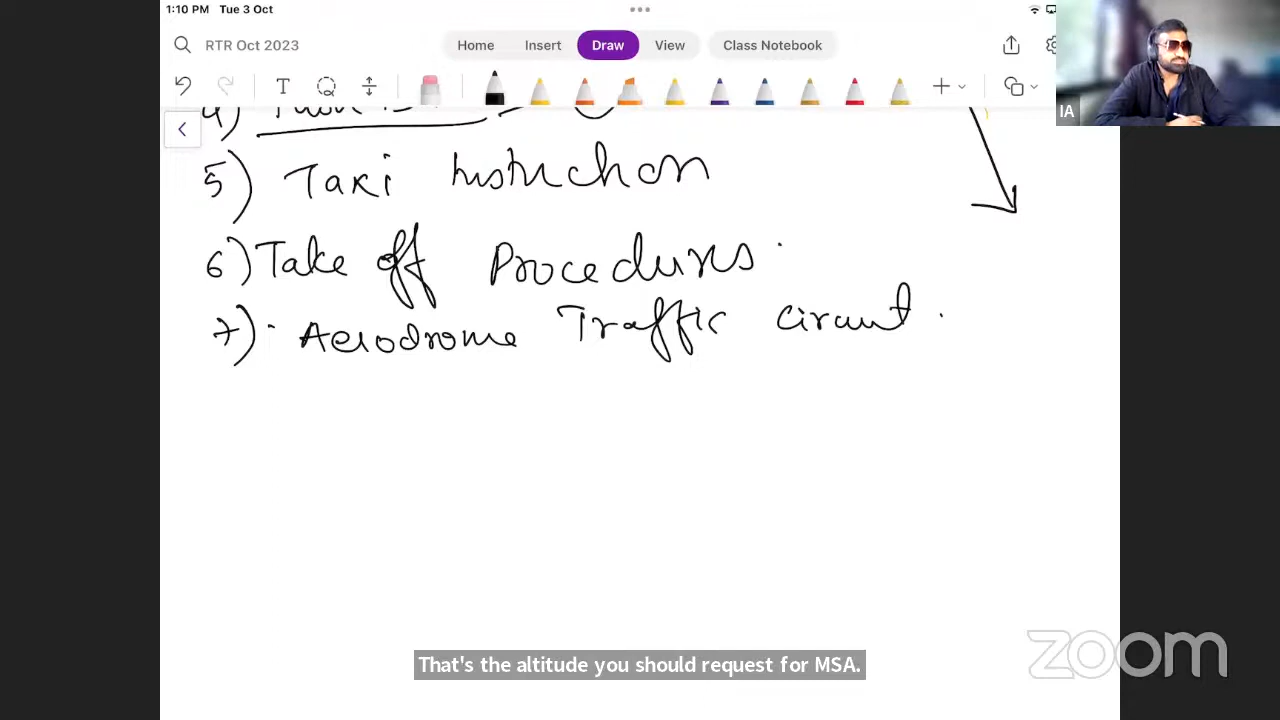 1:10 PM Tue 3 Oct
RTR Oct 2023
Home Insert Draw View Class Notebook
IA
4)
5) Taxi Instruction
6) Take off Procedures.
7) Aerodrome Traffic circuit.
That's the altitude you should request for MSA.
zoom